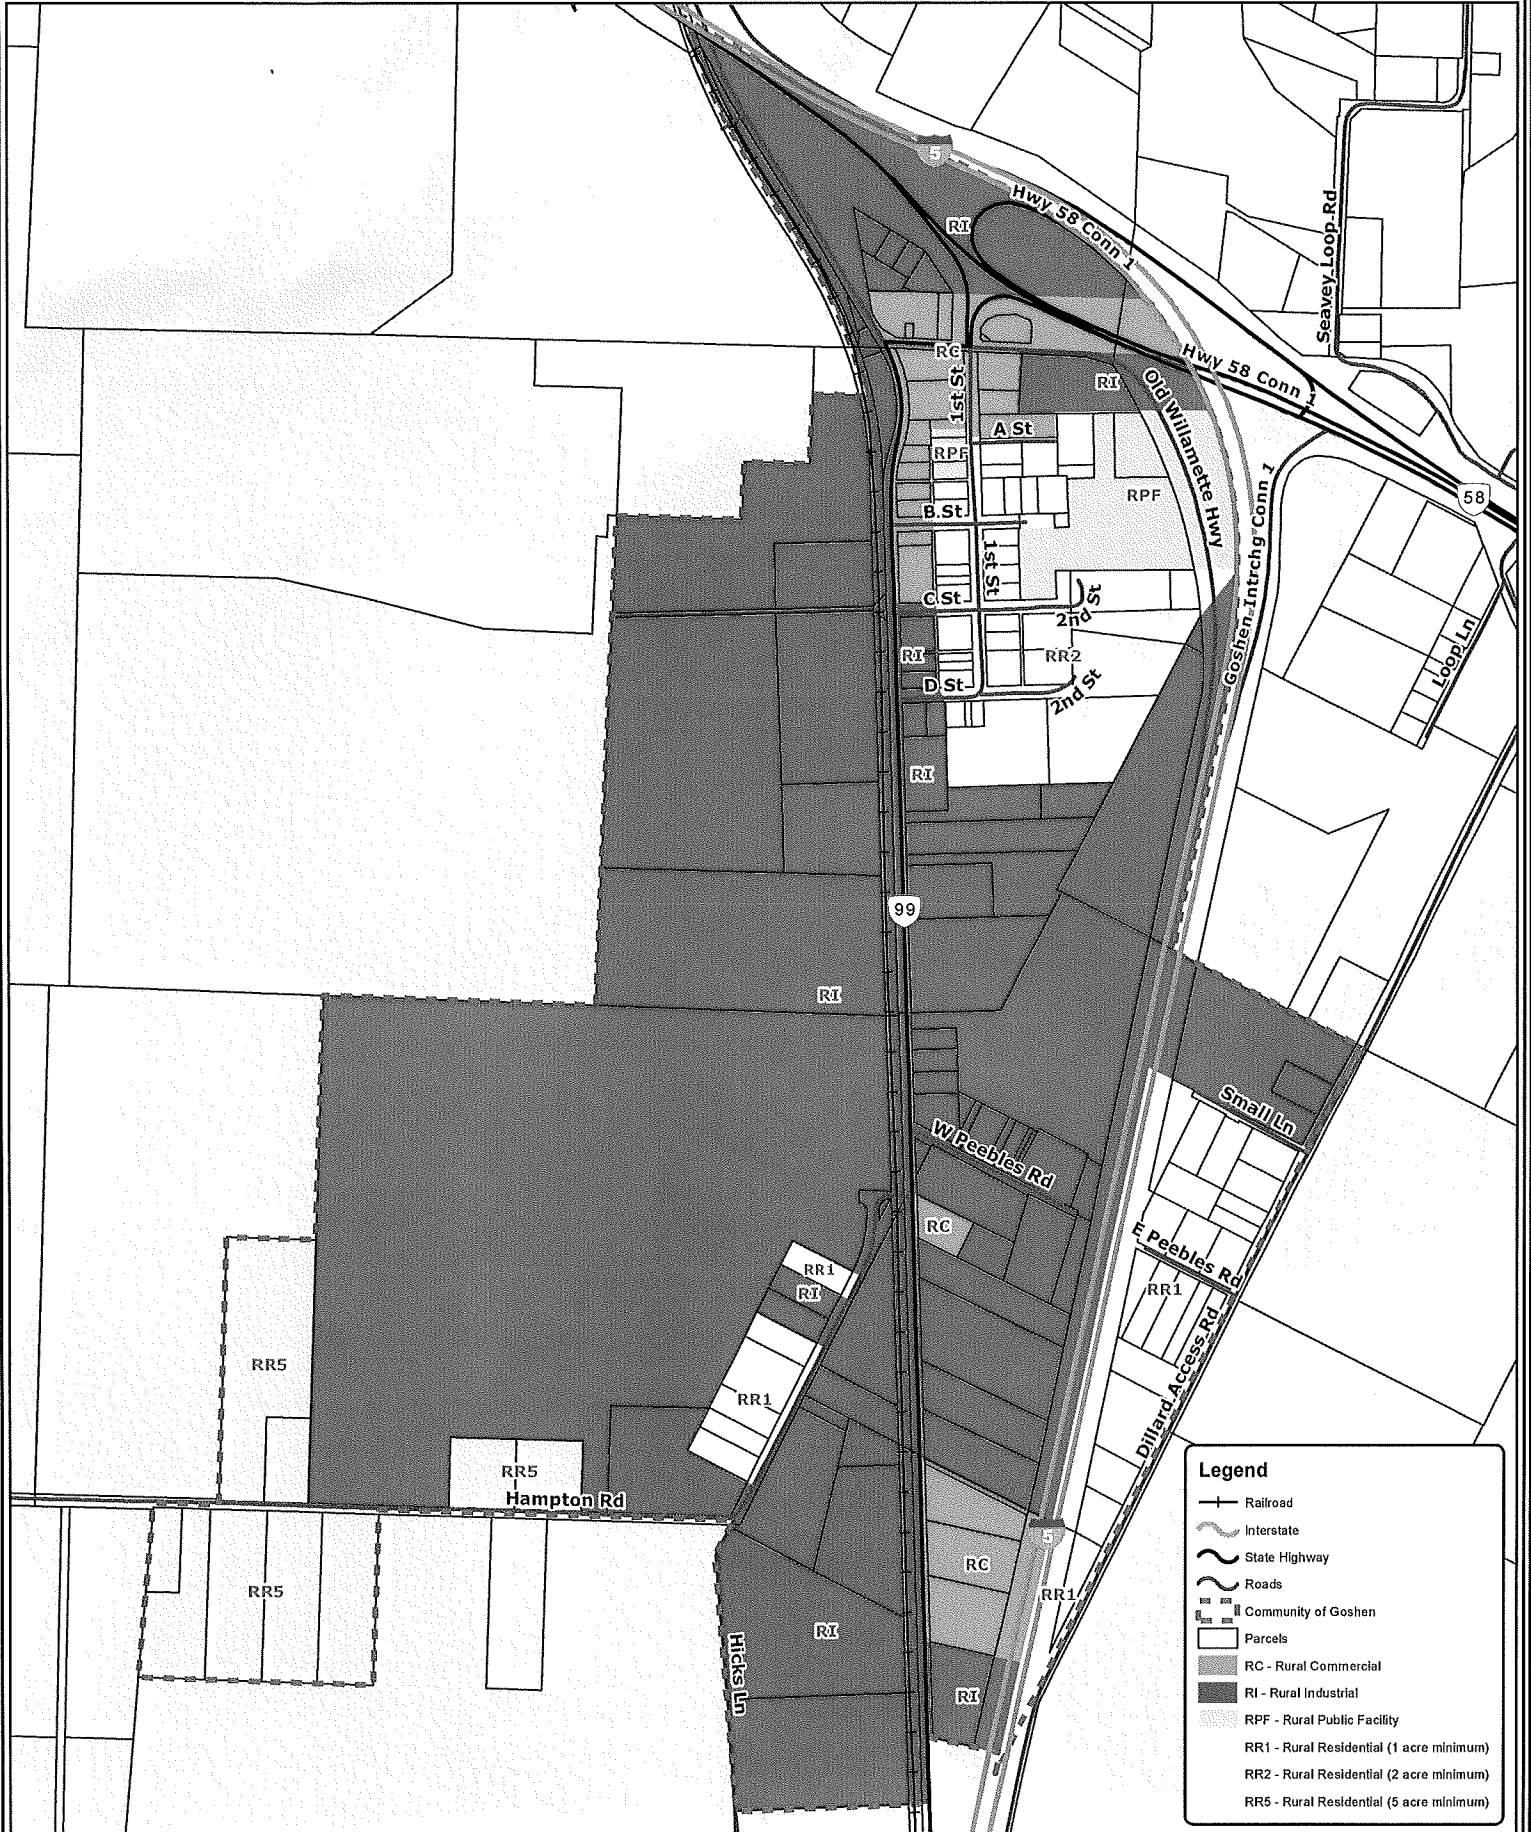 5
Hwy 58 Conn 1
RI
Seavey Loop Rd
RC
Hwy 58 Conn 1
1st St
RI
Old Willamette Hwy
A St
RPF
RPF
58
B St
Goshen Intrchg Conn 1
1st St
C St
2nd St
RI
RR2
Loop Ln
D St
2nd St
RI
99
RI
Small Ln
W Peebles Rd
RC
E Peebles Rd
RR1
RI
RR1
RR5
RR1
Dillard Access Rd
RR5
Hampton Rd
5
RC
RR5
RR1
RI
Hicks Ln
RI
Legend
Railroad
Interstate
State Highway
Roads
Community of Goshen
Parcels
RC - Rural Commercial
RI - Rural Industrial
RPF - Rural Public Facility
RR1 - Rural Residential (1 acre minimum)
RR2 - Rural Residential (2 acre minimum)
RR5 - Rural Residential (5 acre minimum)